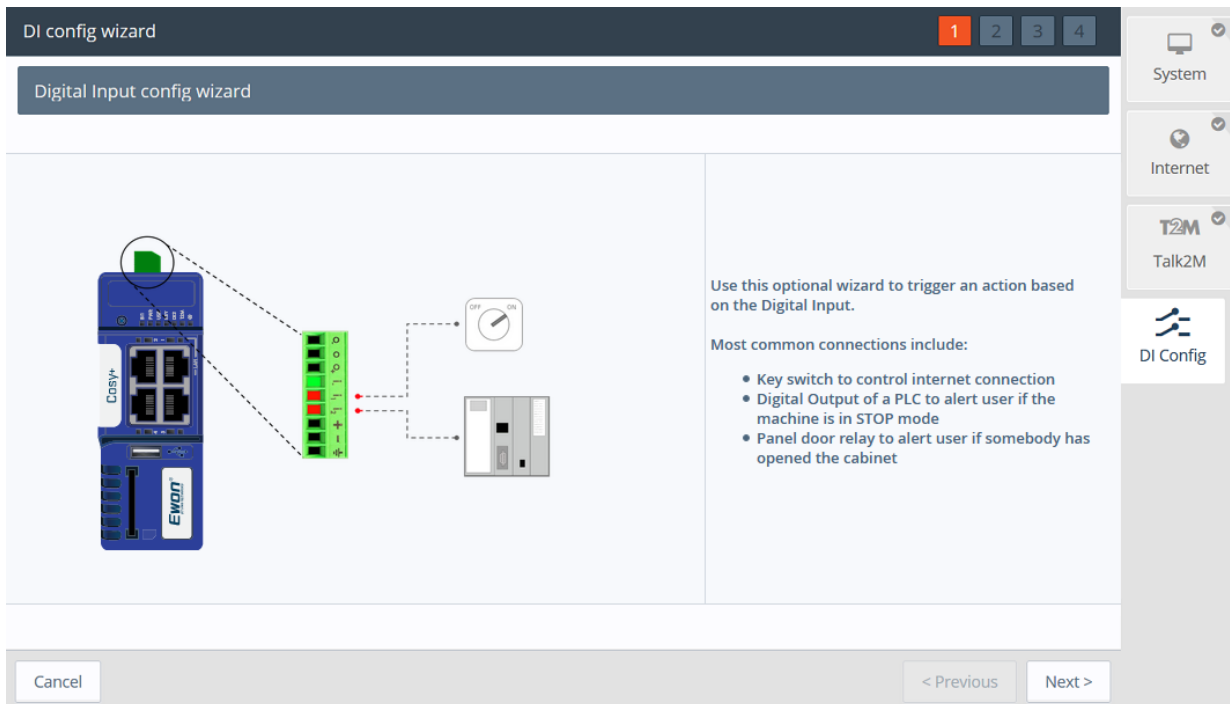 DI config wizard
1 2 3 4
Digital Input config wizard
OFF ON
Cosy+
LAN
Ewon®
Use this optional wizard to trigger an action based
on the Digital Input.
Most common connections include:
• Key switch to control internet connection
• Digital Output of a PLC to alert user if the
machine is in STOP mode
• Panel door relay to alert user if somebody has
opened the cabinet
System
Internet
T2M
Talk2M
DI Config
Cancel
< Previous
Next >